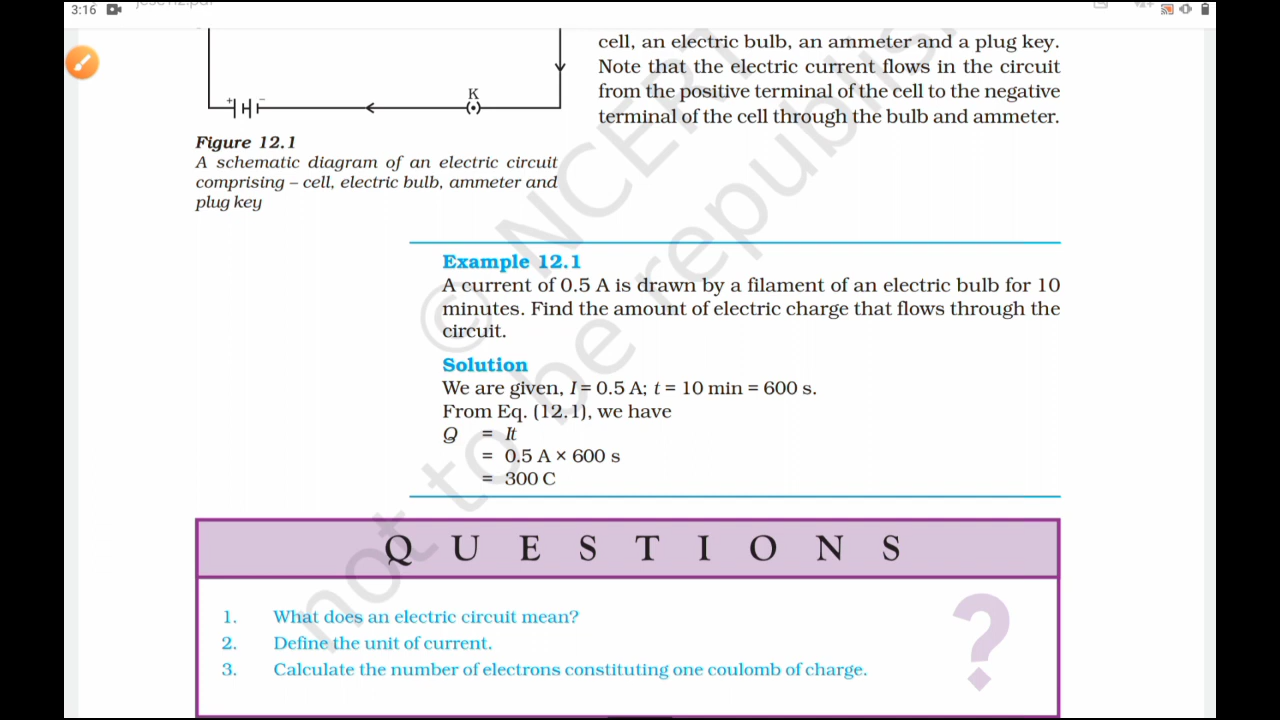 3:16
cell, an electric bulb, an ammeter and a plug key.
Note that the electric current flows in the circuit
from the positive terminal of the cell to the negative
terminal of the cell through the bulb and ammeter.
+ –
K
Figure 12.1
A schematic diagram of an electric circuit
comprising – cell, electric bulb, ammeter and
plug key
© NCERT
not to be republis
Example 12.1
A current of 0.5 A is drawn by a filament of an electric bulb for 10
minutes. Find the amount of electric charge that flows through the
circuit.
Solution
We are given, I = 0.5 A; t = 10 min = 600 s.
From Eq. (12.1), we have
Q = It
= 0.5 A × 600 s
= 300 C
QUESTIONS
?
1. What does an electric circuit mean?
2. Define the unit of current.
3. Calculate the number of electrons constituting one coulomb of charge.